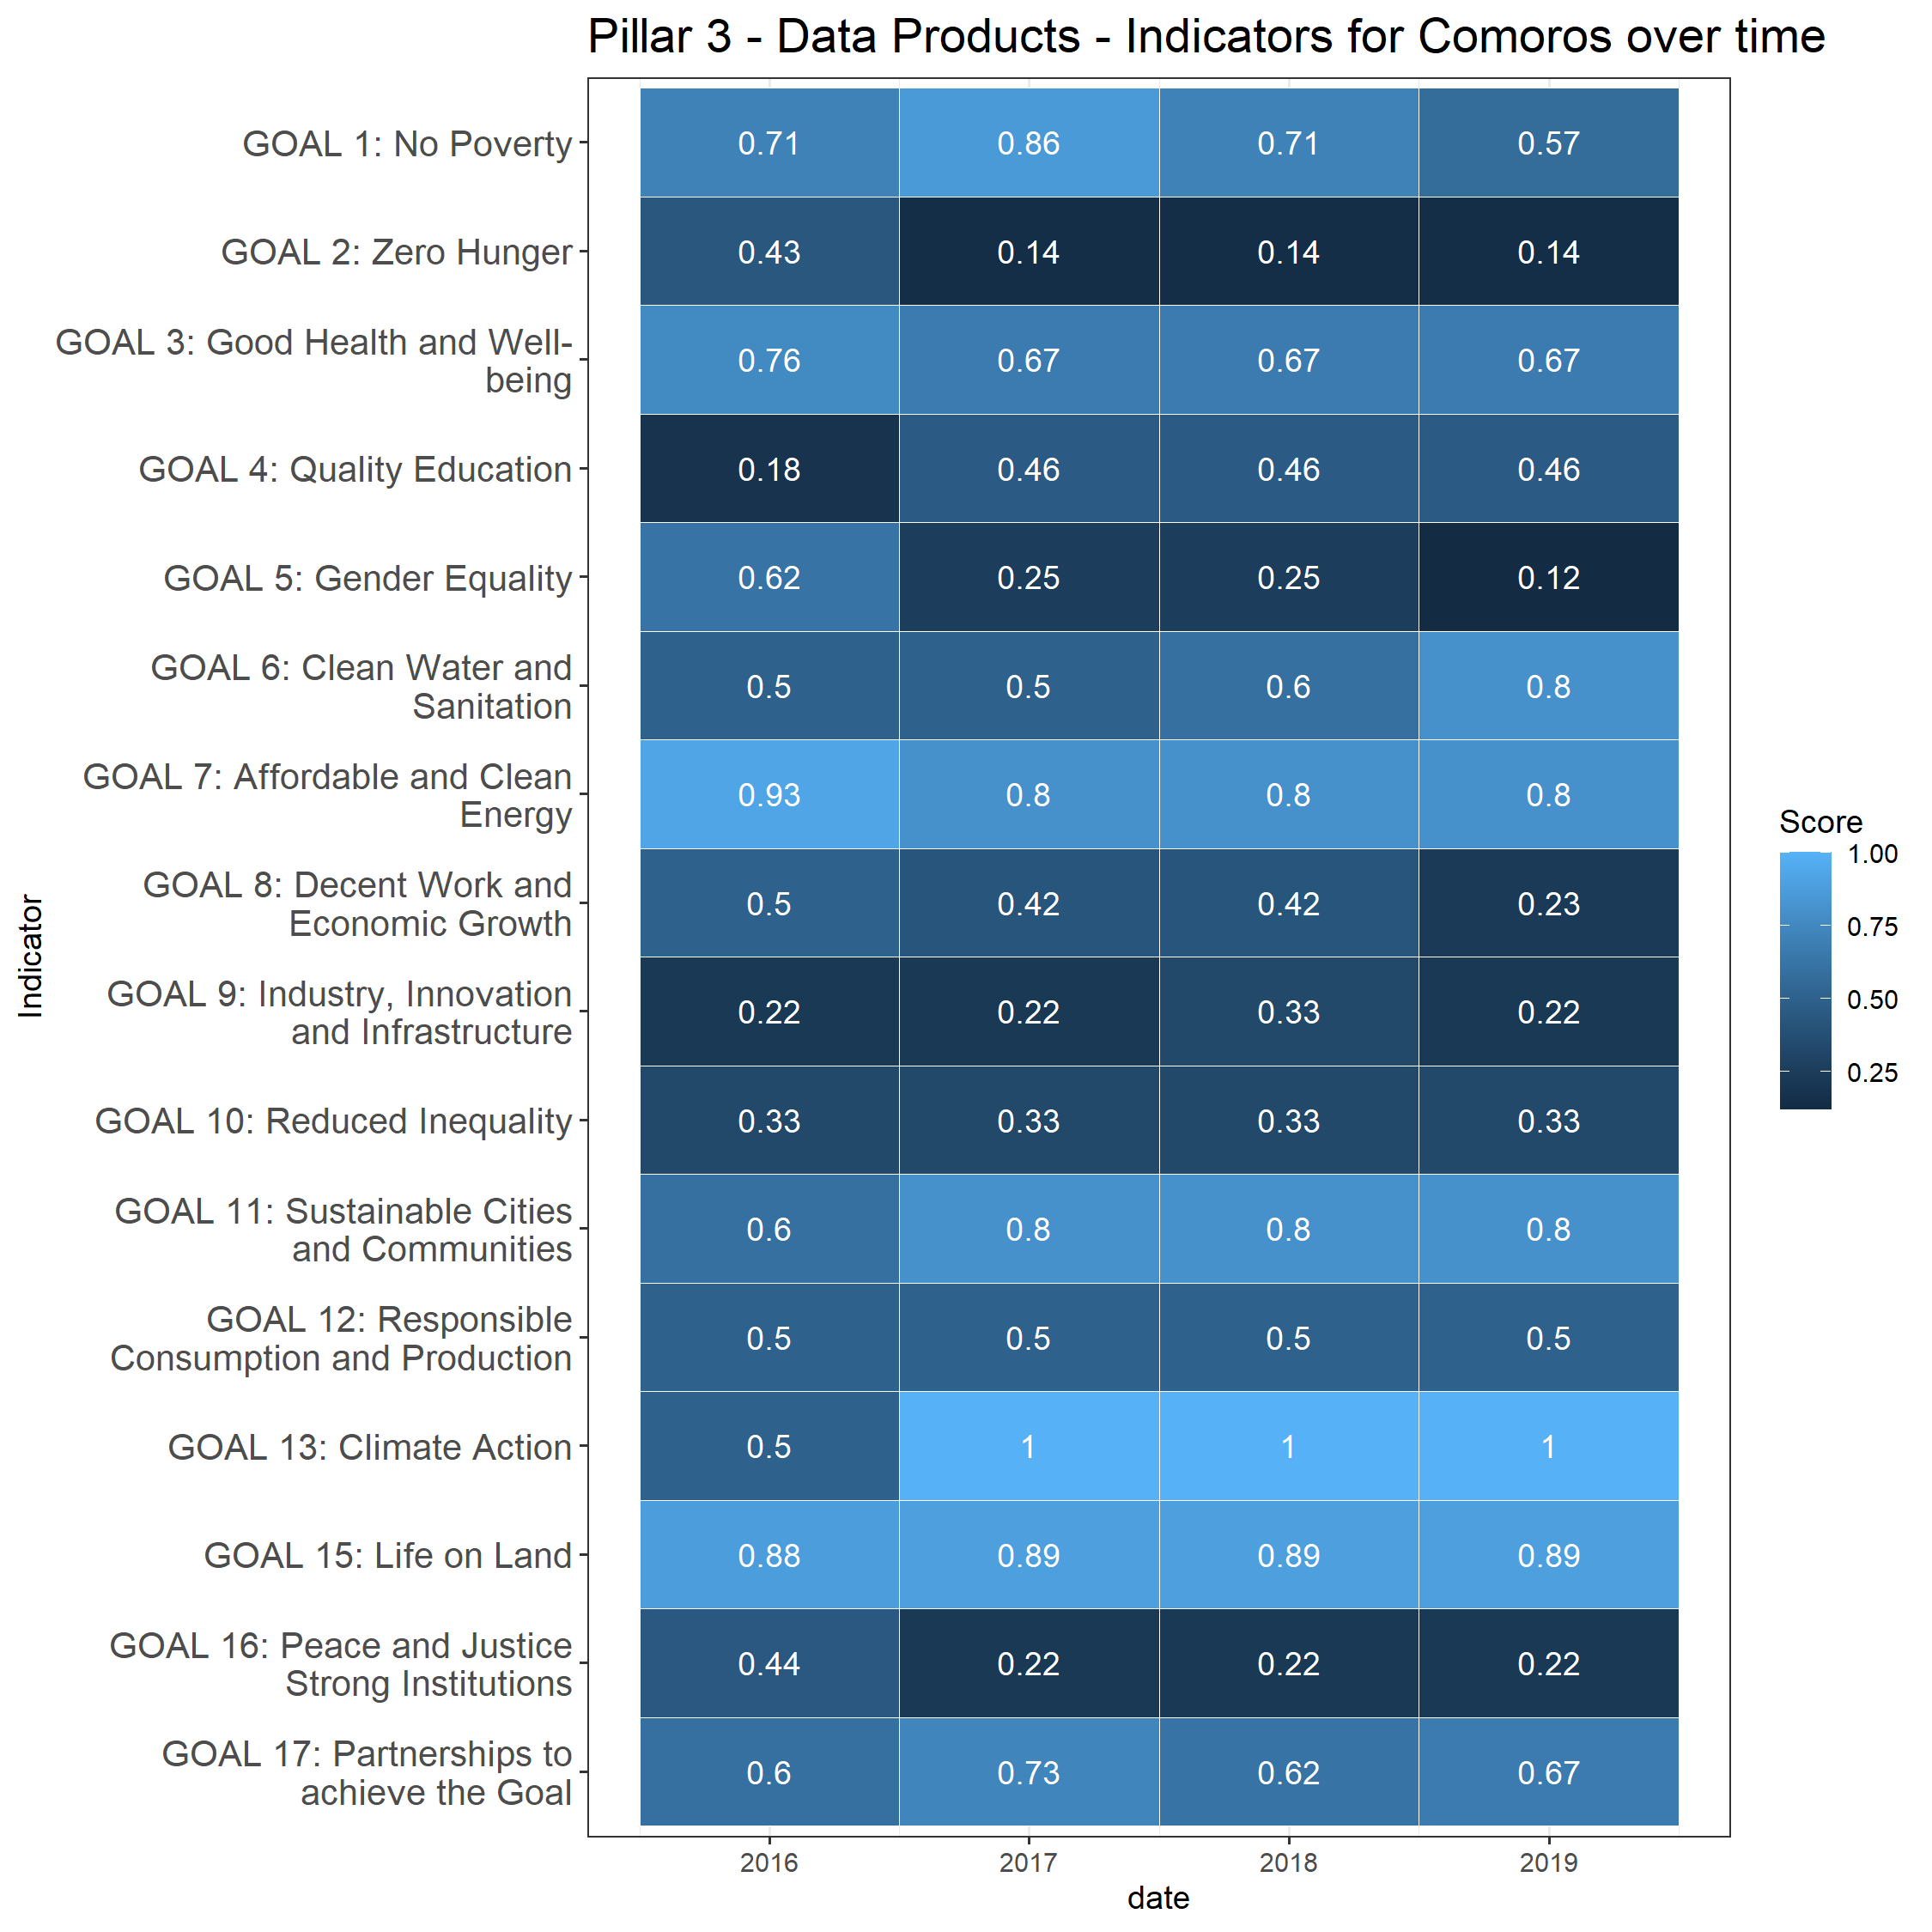 Pillar 3 - Data Products - Indicators for Comoros over time
GOAL 1: No Poverty
0.71 0.86 0.71 0.57
GOAL 2: Zero Hunger
0.43 0.14 0.14 0.14
GOAL 3: Good Health and Well-
being
0.76 0.67 0.67 0.67
GOAL 4: Quality Education
0.18 0.46 0.46 0.46
GOAL 5: Gender Equality
0.62 0.25 0.25 0.12
GOAL 6: Clean Water and
Sanitation
0.5 0.5 0.6 0.8
GOAL 7: Affordable and Clean
Energy
0.93 0.8 0.8 0.8
GOAL 8: Decent Work and
Economic Growth
0.5 0.42 0.42 0.23
GOAL 9: Industry, Innovation
and Infrastructure
0.22 0.22 0.33 0.22
GOAL 10: Reduced Inequality
0.33 0.33 0.33 0.33
GOAL 11: Sustainable Cities
and Communities
0.6 0.8 0.8 0.8
GOAL 12: Responsible
Consumption and Production
0.5 0.5 0.5 0.5
GOAL 13: Climate Action
0.5 1 1 1
GOAL 15: Life on Land
0.88 0.89 0.89 0.89
GOAL 16: Peace and Justice
Strong Institutions
0.44 0.22 0.22 0.22
GOAL 17: Partnerships to
achieve the Goal
0.6 0.73 0.62 0.67
2016 2017 2018 2019
date
Indicator
Score
1.00
0.75
0.50
0.25